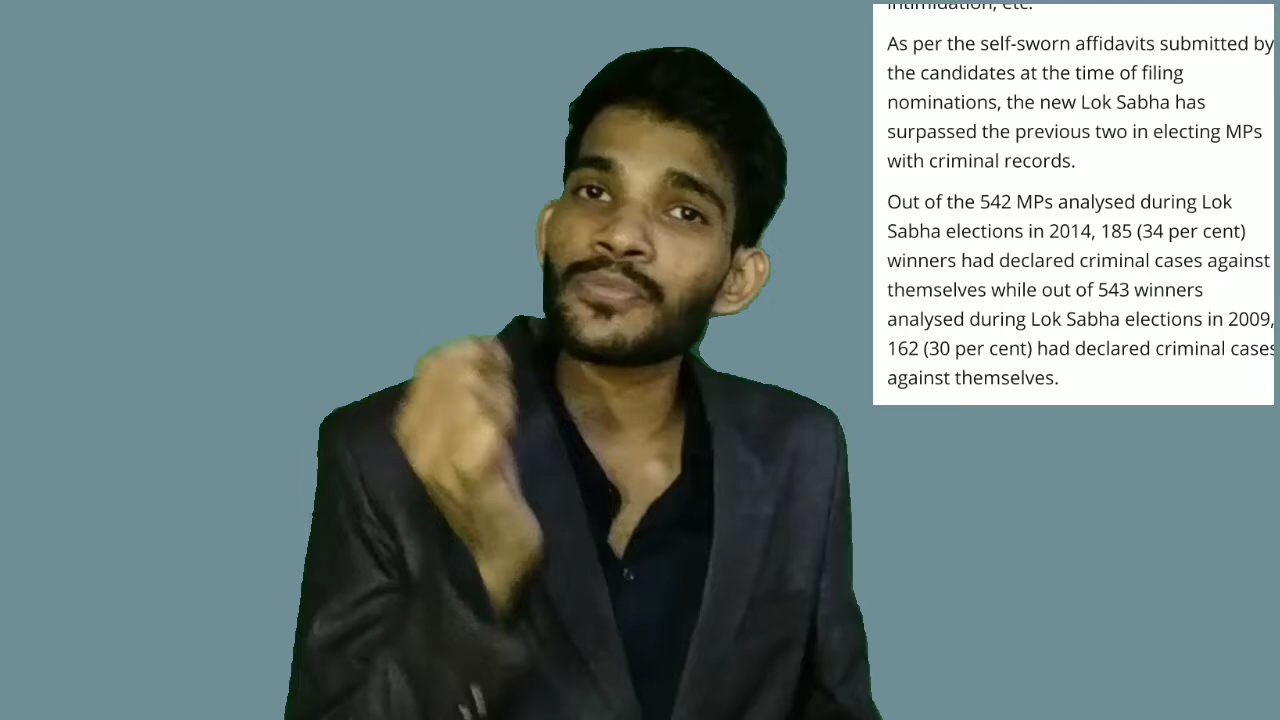 intimidation, etc.
As per the self-sworn affidavits submitted by
the candidates at the time of filing
nominations, the new Lok Sabha has
surpassed the previous two in electing MPs
with criminal records.
Out of the 542 MPs analysed during Lok
Sabha elections in 2014, 185 (34 per cent)
winners had declared criminal cases against
themselves while out of 543 winners
analysed during Lok Sabha elections in 2009,
162 (30 per cent) had declared criminal cases
against themselves.